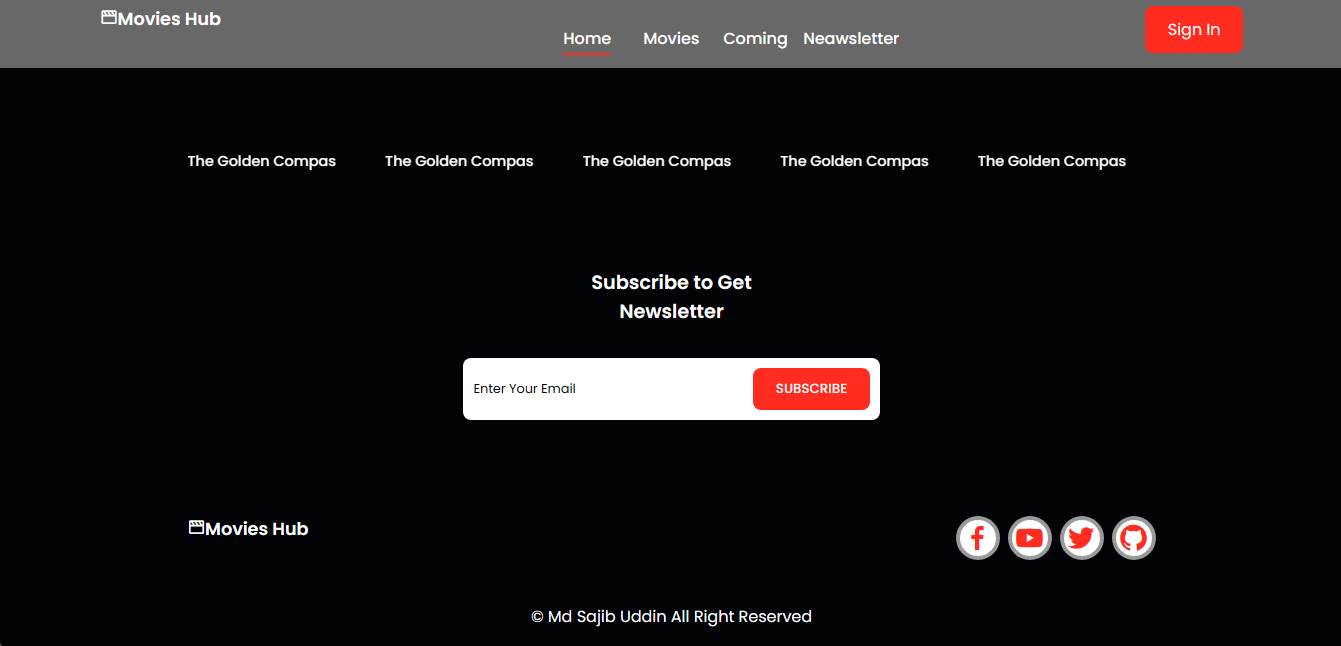 Movies Hub
Home Movies Coming Neawsletter
Sign In
The Golden Compas The Golden Compas The Golden Compas The Golden Compas The Golden Compas
Subscribe to Get
Newsletter
Enter Your Email SUBSCRIBE
Movies Hub
© Md Sajib Uddin All Right Reserved